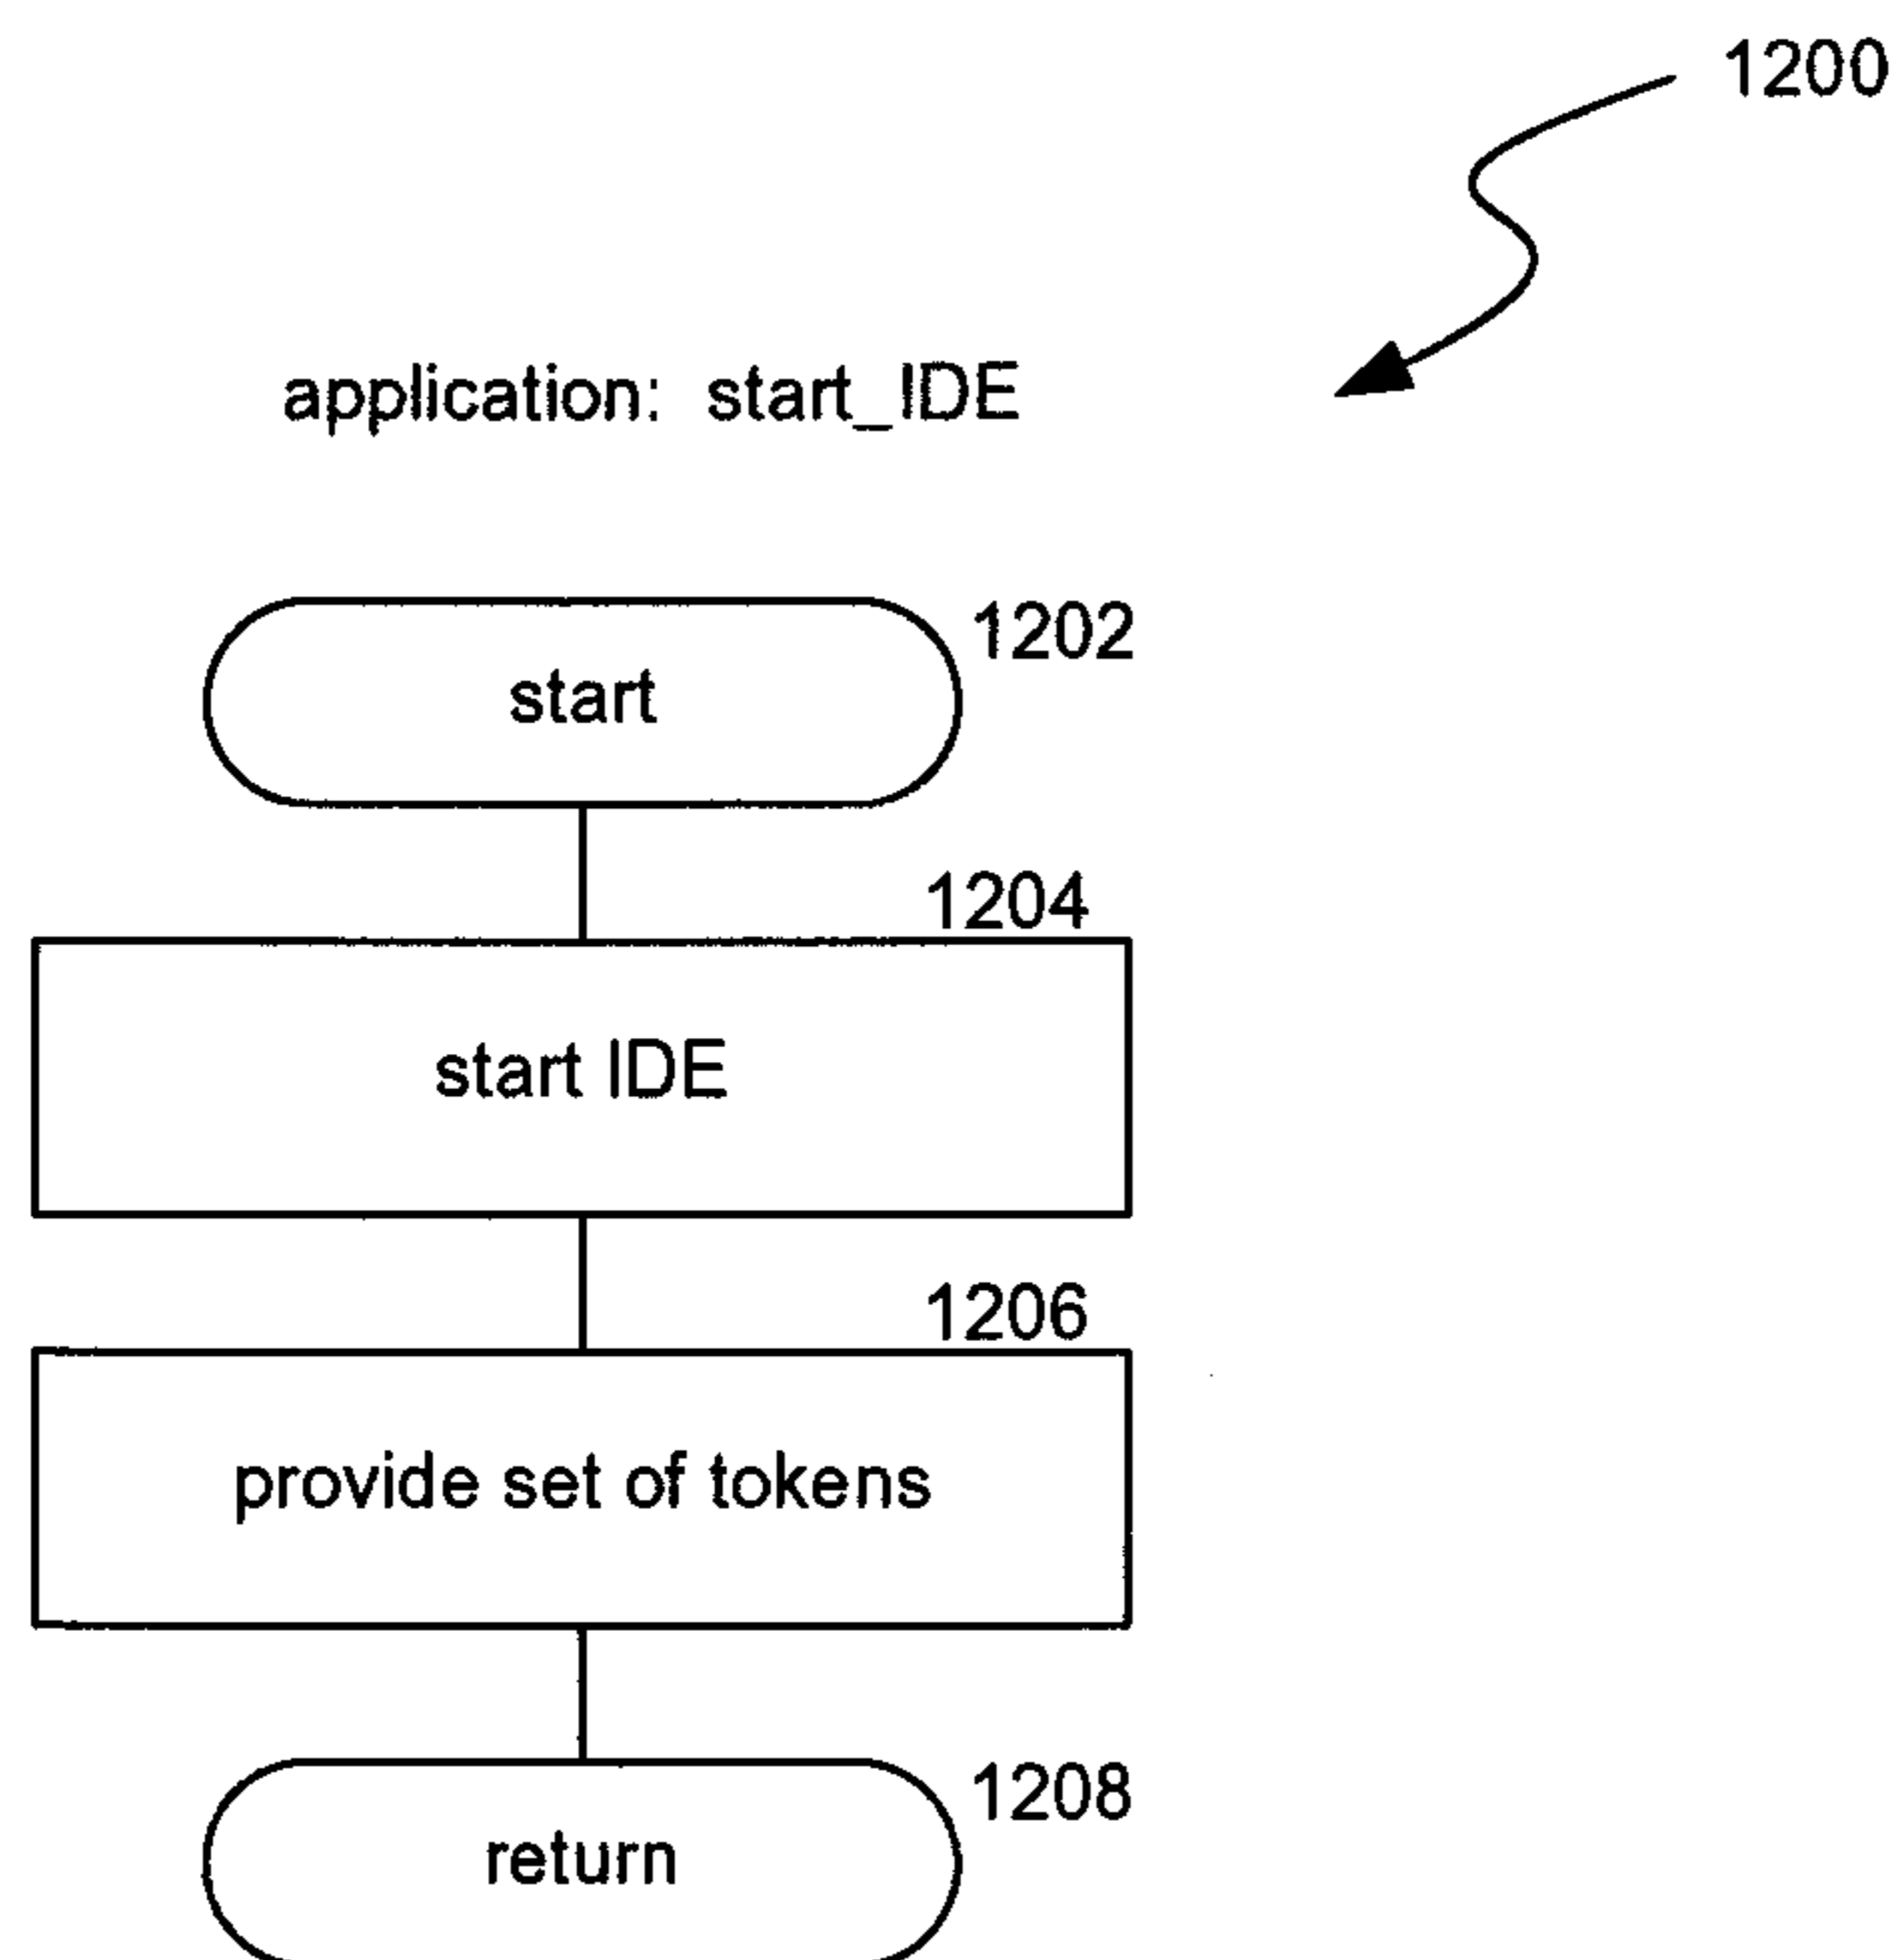 1200
application: start_IDE
1202
start
1204
start IDE
1206
provide set of tokens
1208
return